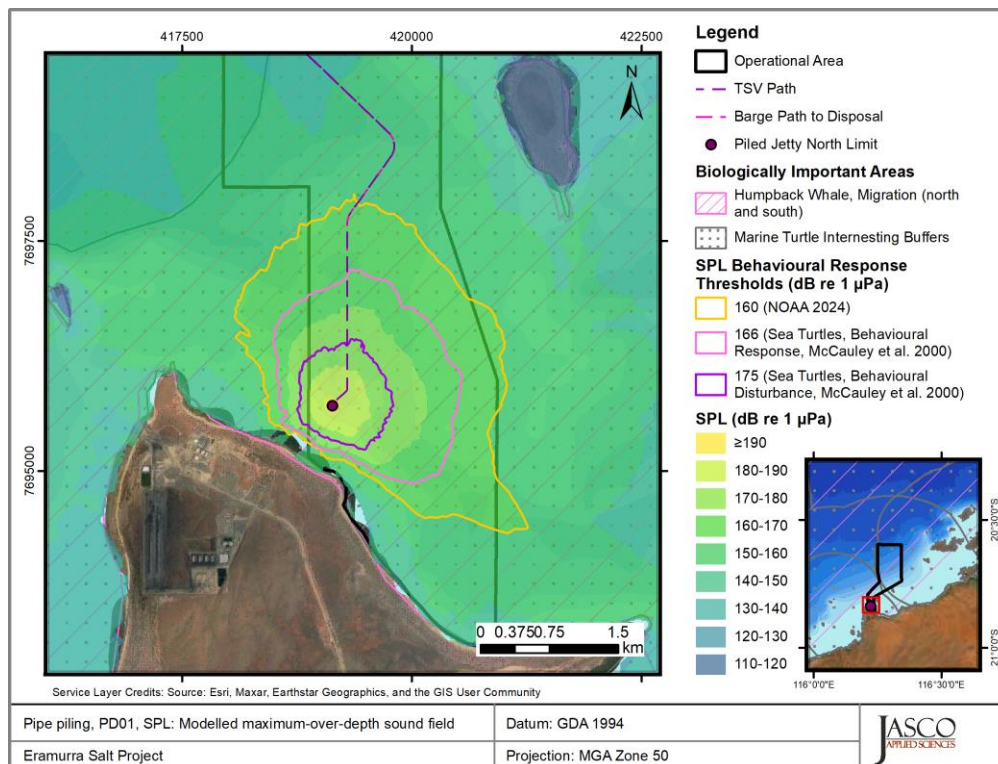 417500
420000
422500
7697500
7695000
N
0 0.3750.75 1.5
km
Service Layer Credits: Source: Esri, Maxar, Earthstar Geographics, and the GIS User Community
Legend
Operational Area
TSV Path
Barge Path to Disposal
Piled Jetty North Limit
Biologically Important Areas
Humpback Whale, Migration (north
and south)
Marine Turtle Internesting Buffers
SPL Behavioural Response
Thresholds (dB re 1 µPa)
160 (NOAA 2024)
166 (Sea Turtles, Behavioural
Response, McCauley et al. 2000)
175 (Sea Turtles, Behavioural
Disturbance, McCauley et al. 2000)
SPL (dB re 1 µPa)
≥190
180-190
170-180
160-170
150-160
140-150
130-140
120-130
110-120
20°30'0"S
21°0'0"S
116°0'0"E
116°30'0"E
Pipe piling, PD01, SPL: Modelled maximum-over-depth sound field
Datum: GDA 1994
Eramurra Salt Project
Projection: MGA Zone 50
JASCO
APPLIED SCIENCES